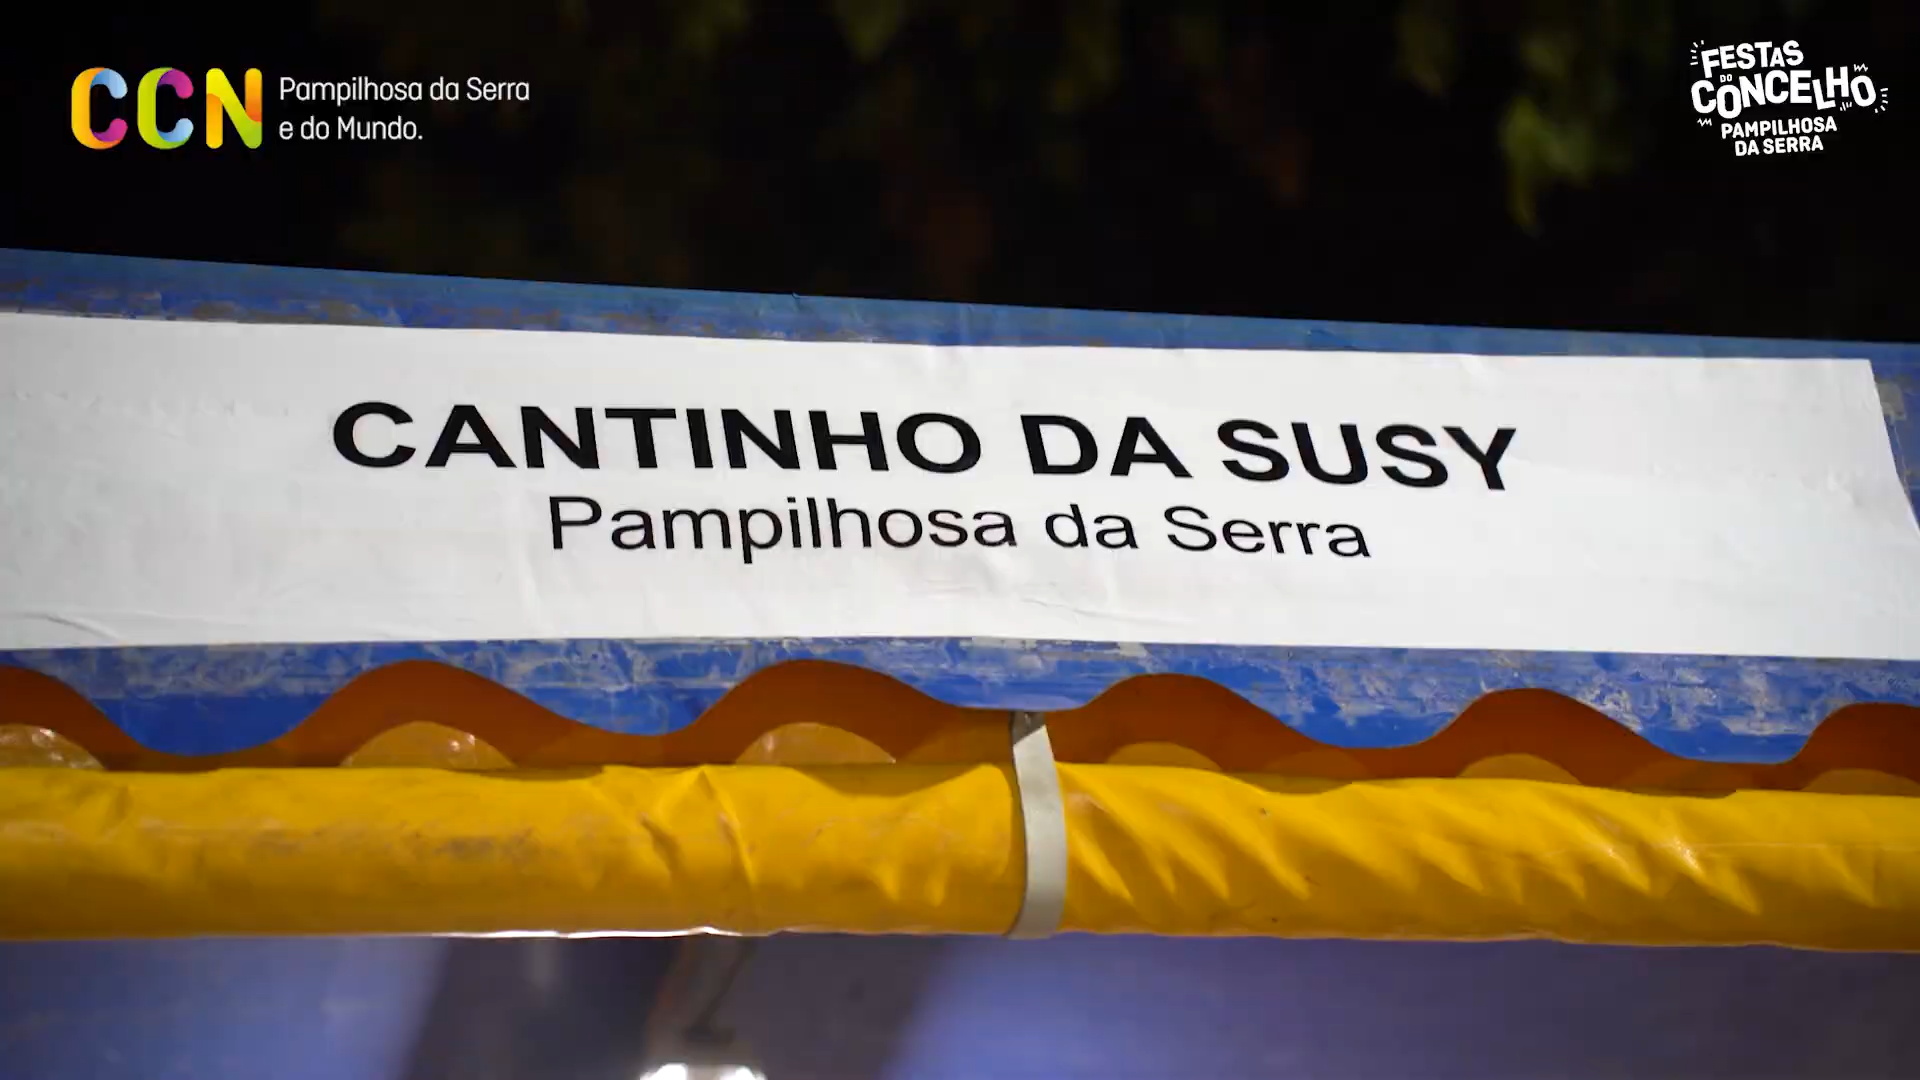 CCN
Pampilhosa da Serra
e do Mundo.
FESTAS
DO
CONCELHO
PAMPILHOSA
DA SERRA
CANTINHO DA SUSY
Pampilhosa da Serra